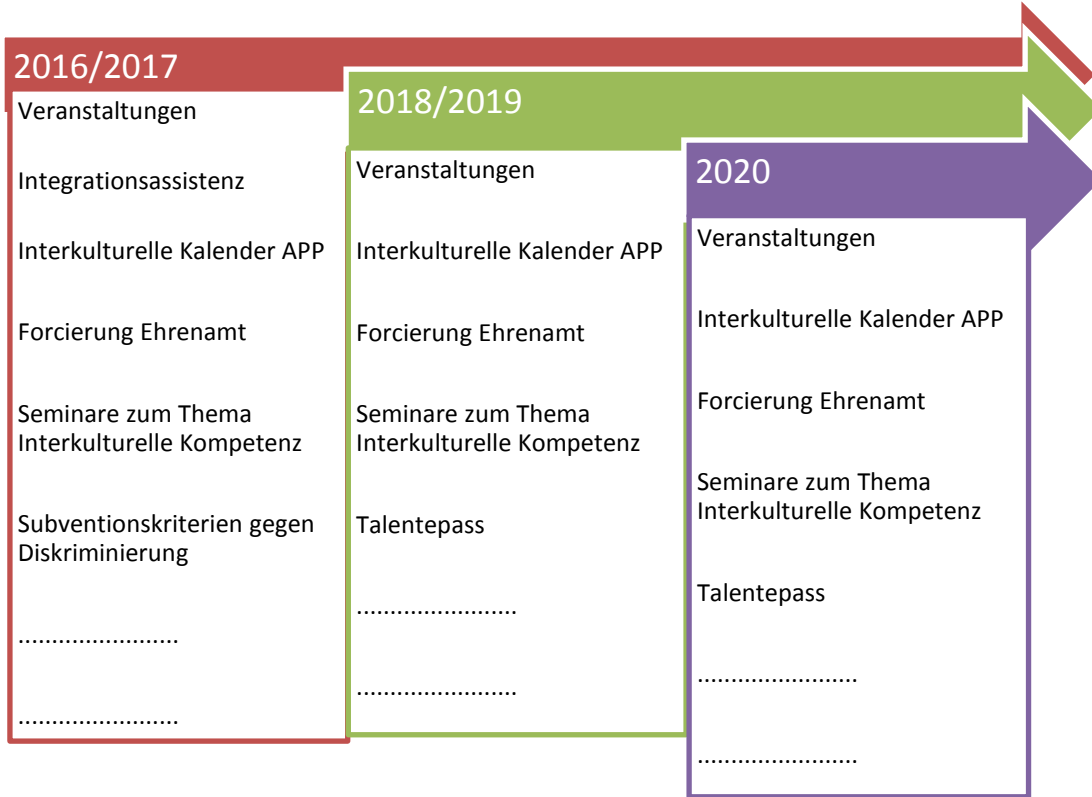 2016/2017
Veranstaltungen
Integrationsassistenz
Interkulturelle Kalender APP
Forcierung Ehrenamt
Seminare zum Thema
Interkulturelle Kompetenz
Subventionskriterien gegen
Diskriminierung
........................
........................
2018/2019
Veranstaltungen
Interkulturelle Kalender APP
Forcierung Ehrenamt
Seminare zum Thema
Interkulturelle Kompetenz
Talentepass
........................
........................
2020
Veranstaltungen
Interkulturelle Kalender APP
Forcierung Ehrenamt
Seminare zum Thema
Interkulturelle Kompetenz
Talentepass
........................
........................